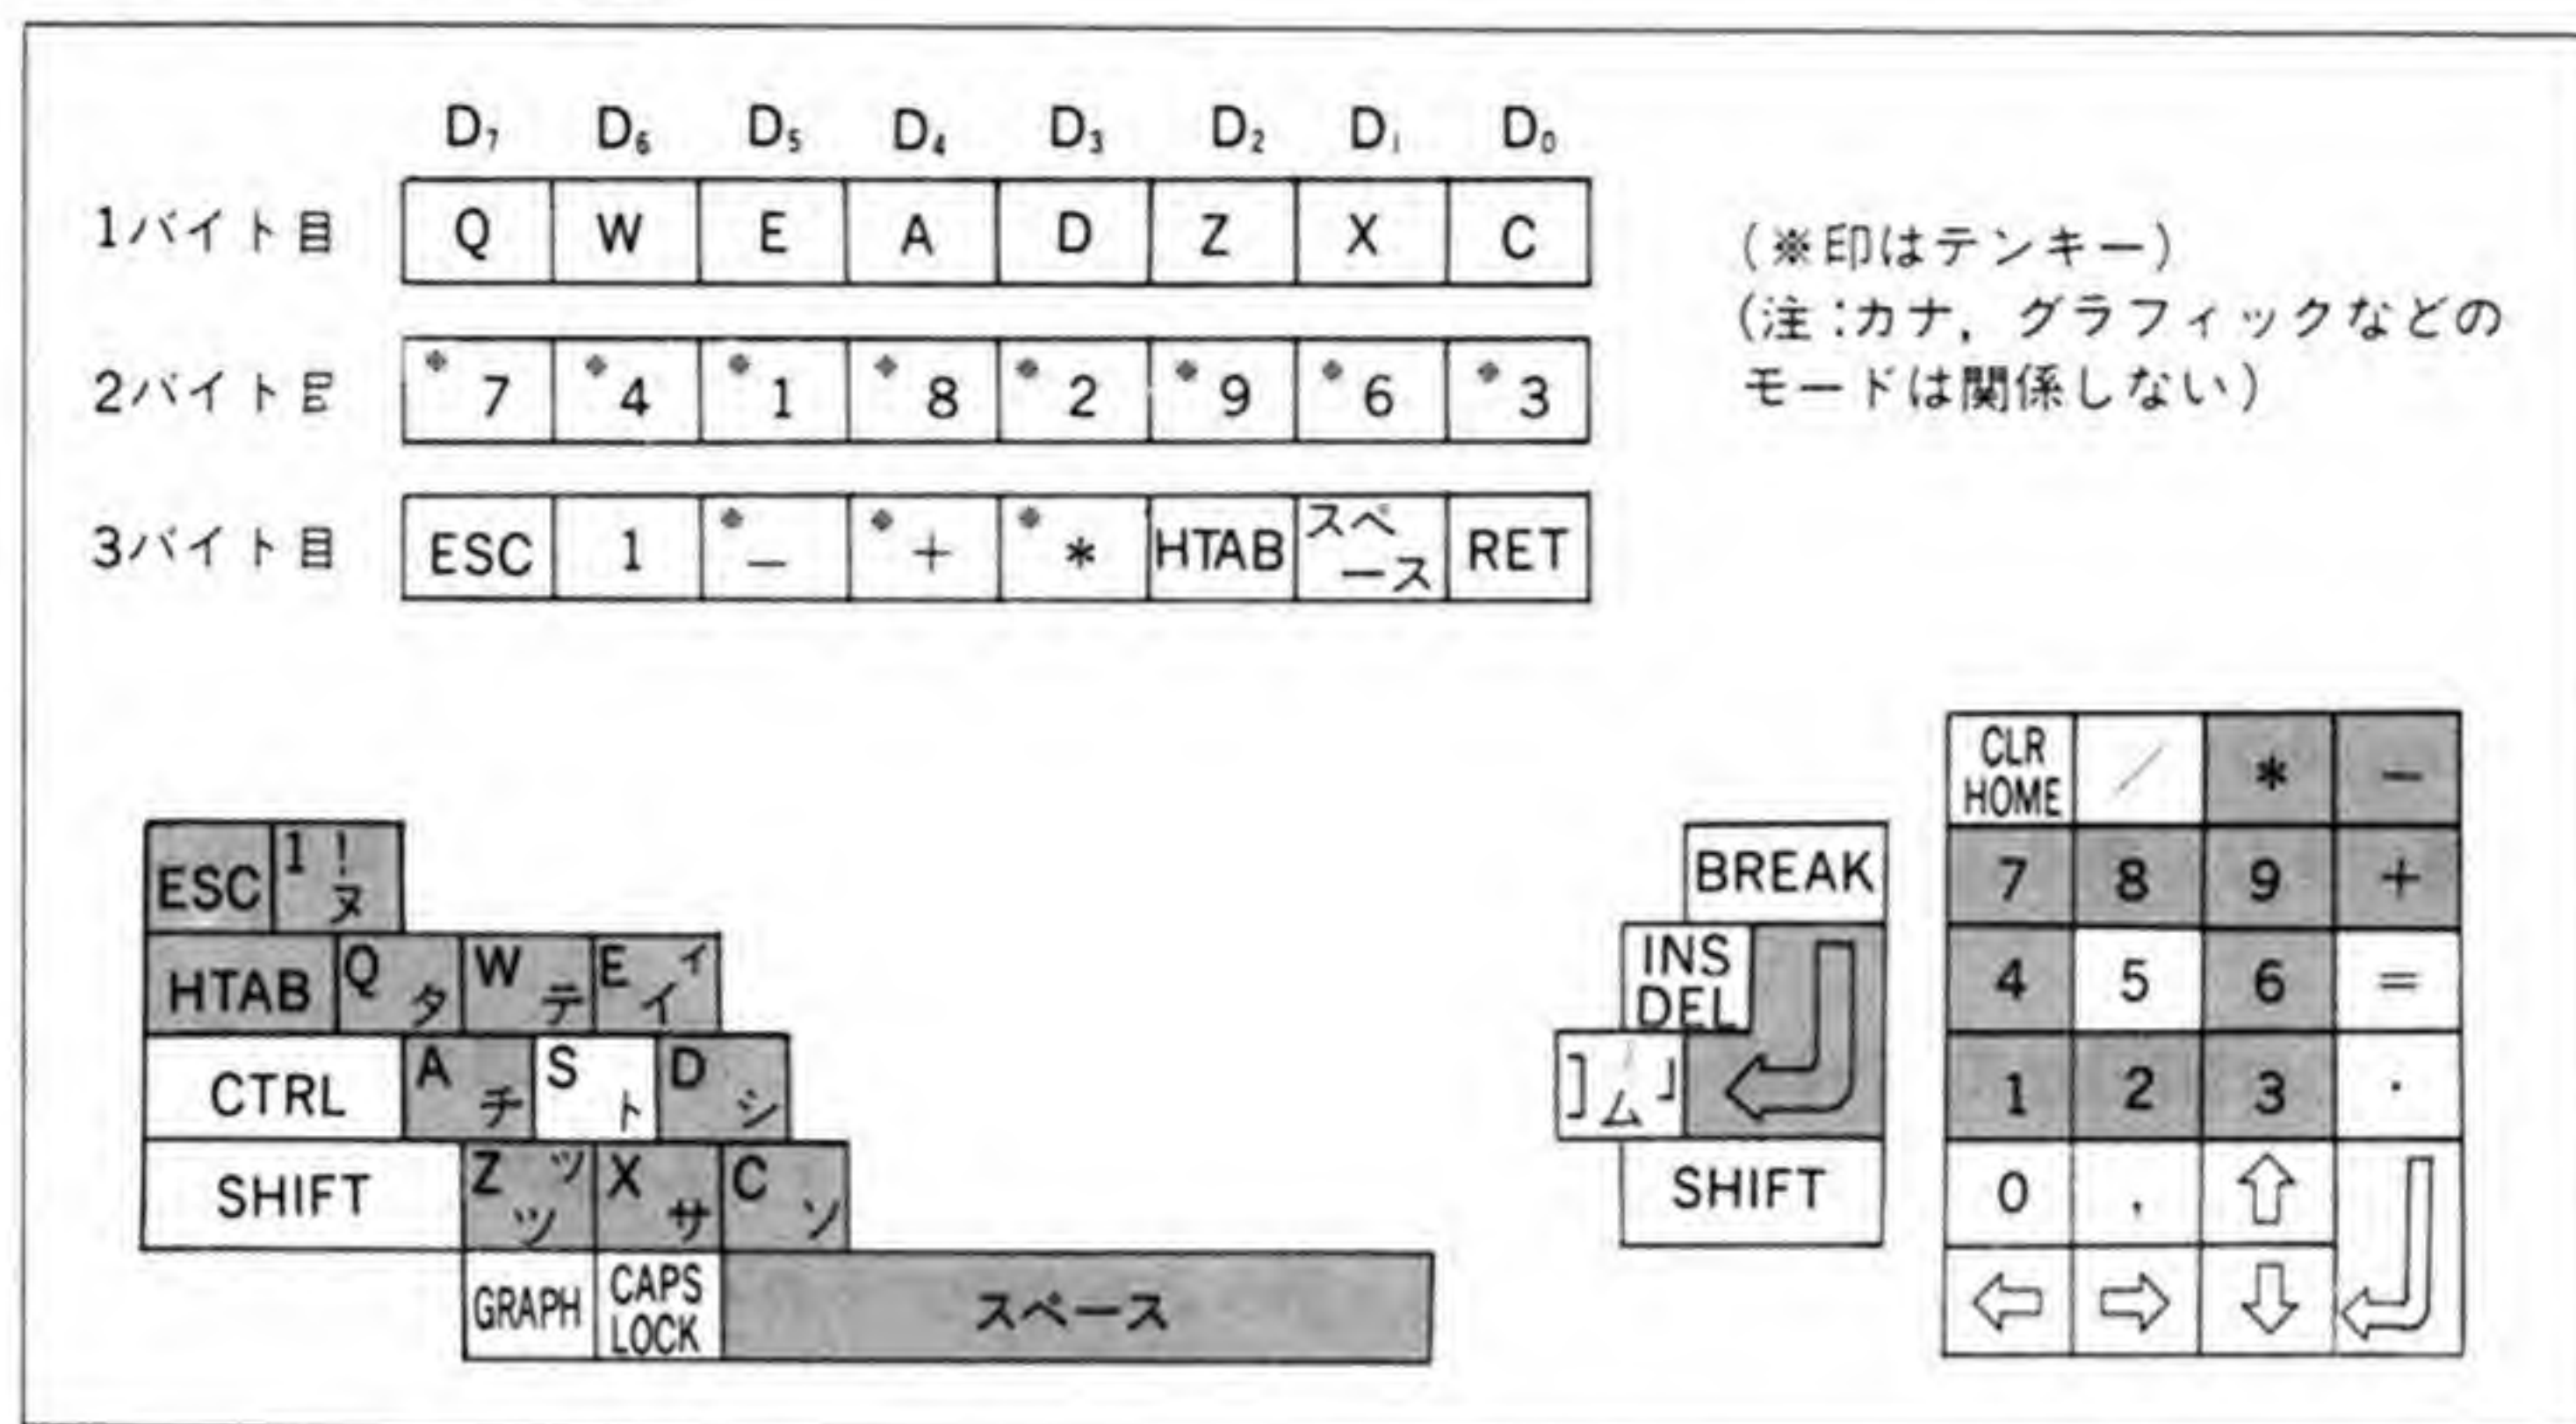 D₇ D₆ D₅ D₄ D₃ D₂ D₁ D₀
1バイト目 Q W E A D Z X C
(※印はテンキー)
(注:カナ,グラフィックなどの
モードは関係しない)
2バイト目 ※7 ※4 ※1 ※8 ※2 ※9 ※6 ※3
3バイト目 ESC 1 ※− ※+ ※* HTAB スペース RET
ESC 1 ! ヌ
HTAB Q タ W テ E ィ イ
CTRL A チ S ト D シ
SHIFT Z ッ ツ X サ C ソ
GRAPH CAPS LOCK スペース
BREAK
INS DEL
] ム 」
SHIFT
CLR HOME / * −
7 8 9 +
4 5 6 =
1 2 3 ·
0 , ⇧
⇦ ⇨ ⇩